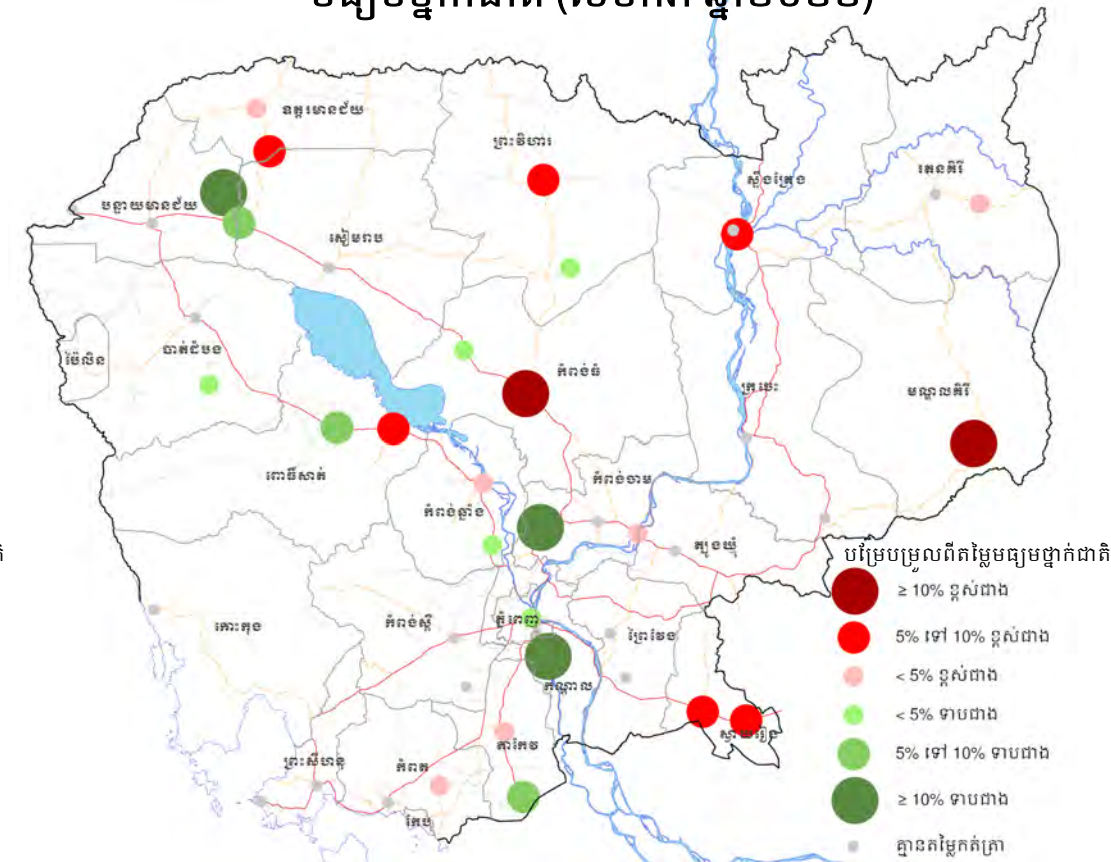 ឧត្តរមានជ័យ
ព្រះវិហារ
ស្ទឹងត្រែង
រតនគិរី
បន្ទាយមានជ័យ
សៀមរាប
ប៉ៃលិន
បាត់ដំបង
កំពង់ធំ
ក្រចេះ
មណ្ឌលគិរី
ពោធិ៍សាត់
កំពង់ចាម
កំពង់ឆ្នាំង
ត្បូងឃ្មុំ
កោះកុង
កំពង់ស្ពឺ
ភ្នំពេញ
ព្រៃវែង
កណ្តាល
ស្វាយរៀង
តាកែវ
ព្រះសីហនុ
កំពត
កែប
បម្រែបម្រួលពីតម្លៃមធ្យមថ្នាក់ជាតិ
≥ 10% ខ្ពស់ជាង
5% ទៅ 10% ខ្ពស់ជាង
< 5% ខ្ពស់ជាង
< 5% ទាបជាង
5% ទៅ 10% ទាបជាង
≥ 10% ទាបជាង
គ្មានតម្លៃកត់ត្រា